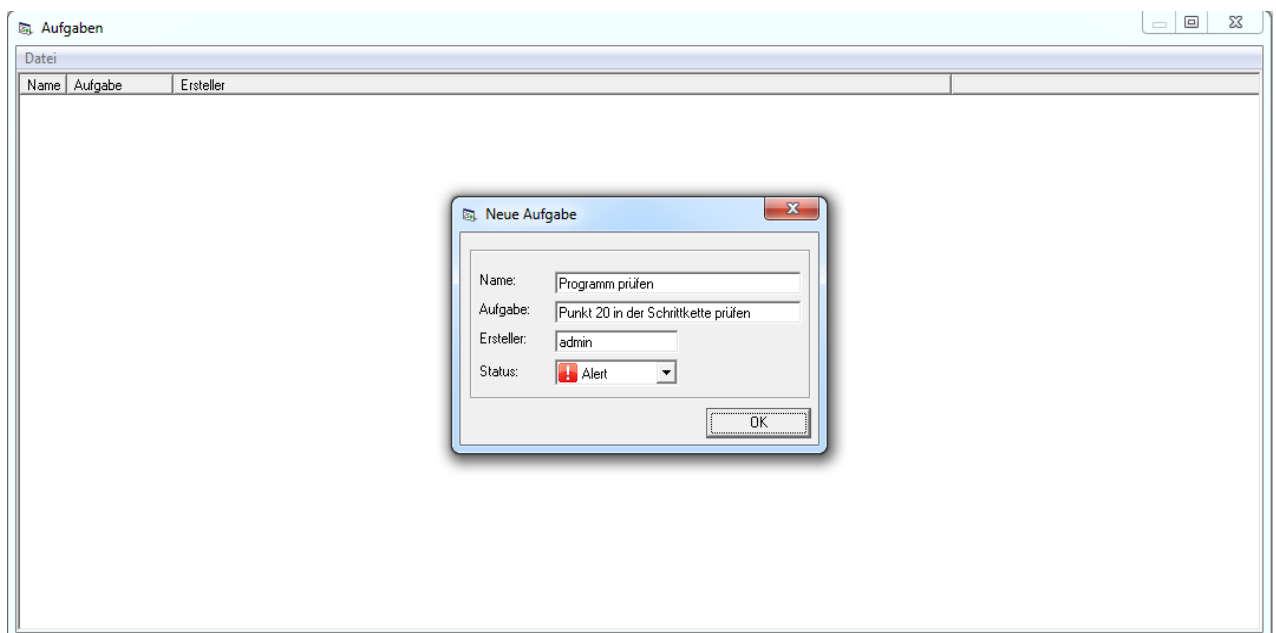 Aufgaben
Datei
Name Aufgabe Ersteller
Neue Aufgabe
Name: Programm prüfen
Aufgabe: Punkt 20 in der Schrittkette prüfen
Ersteller: admin
Status: Alert
OK